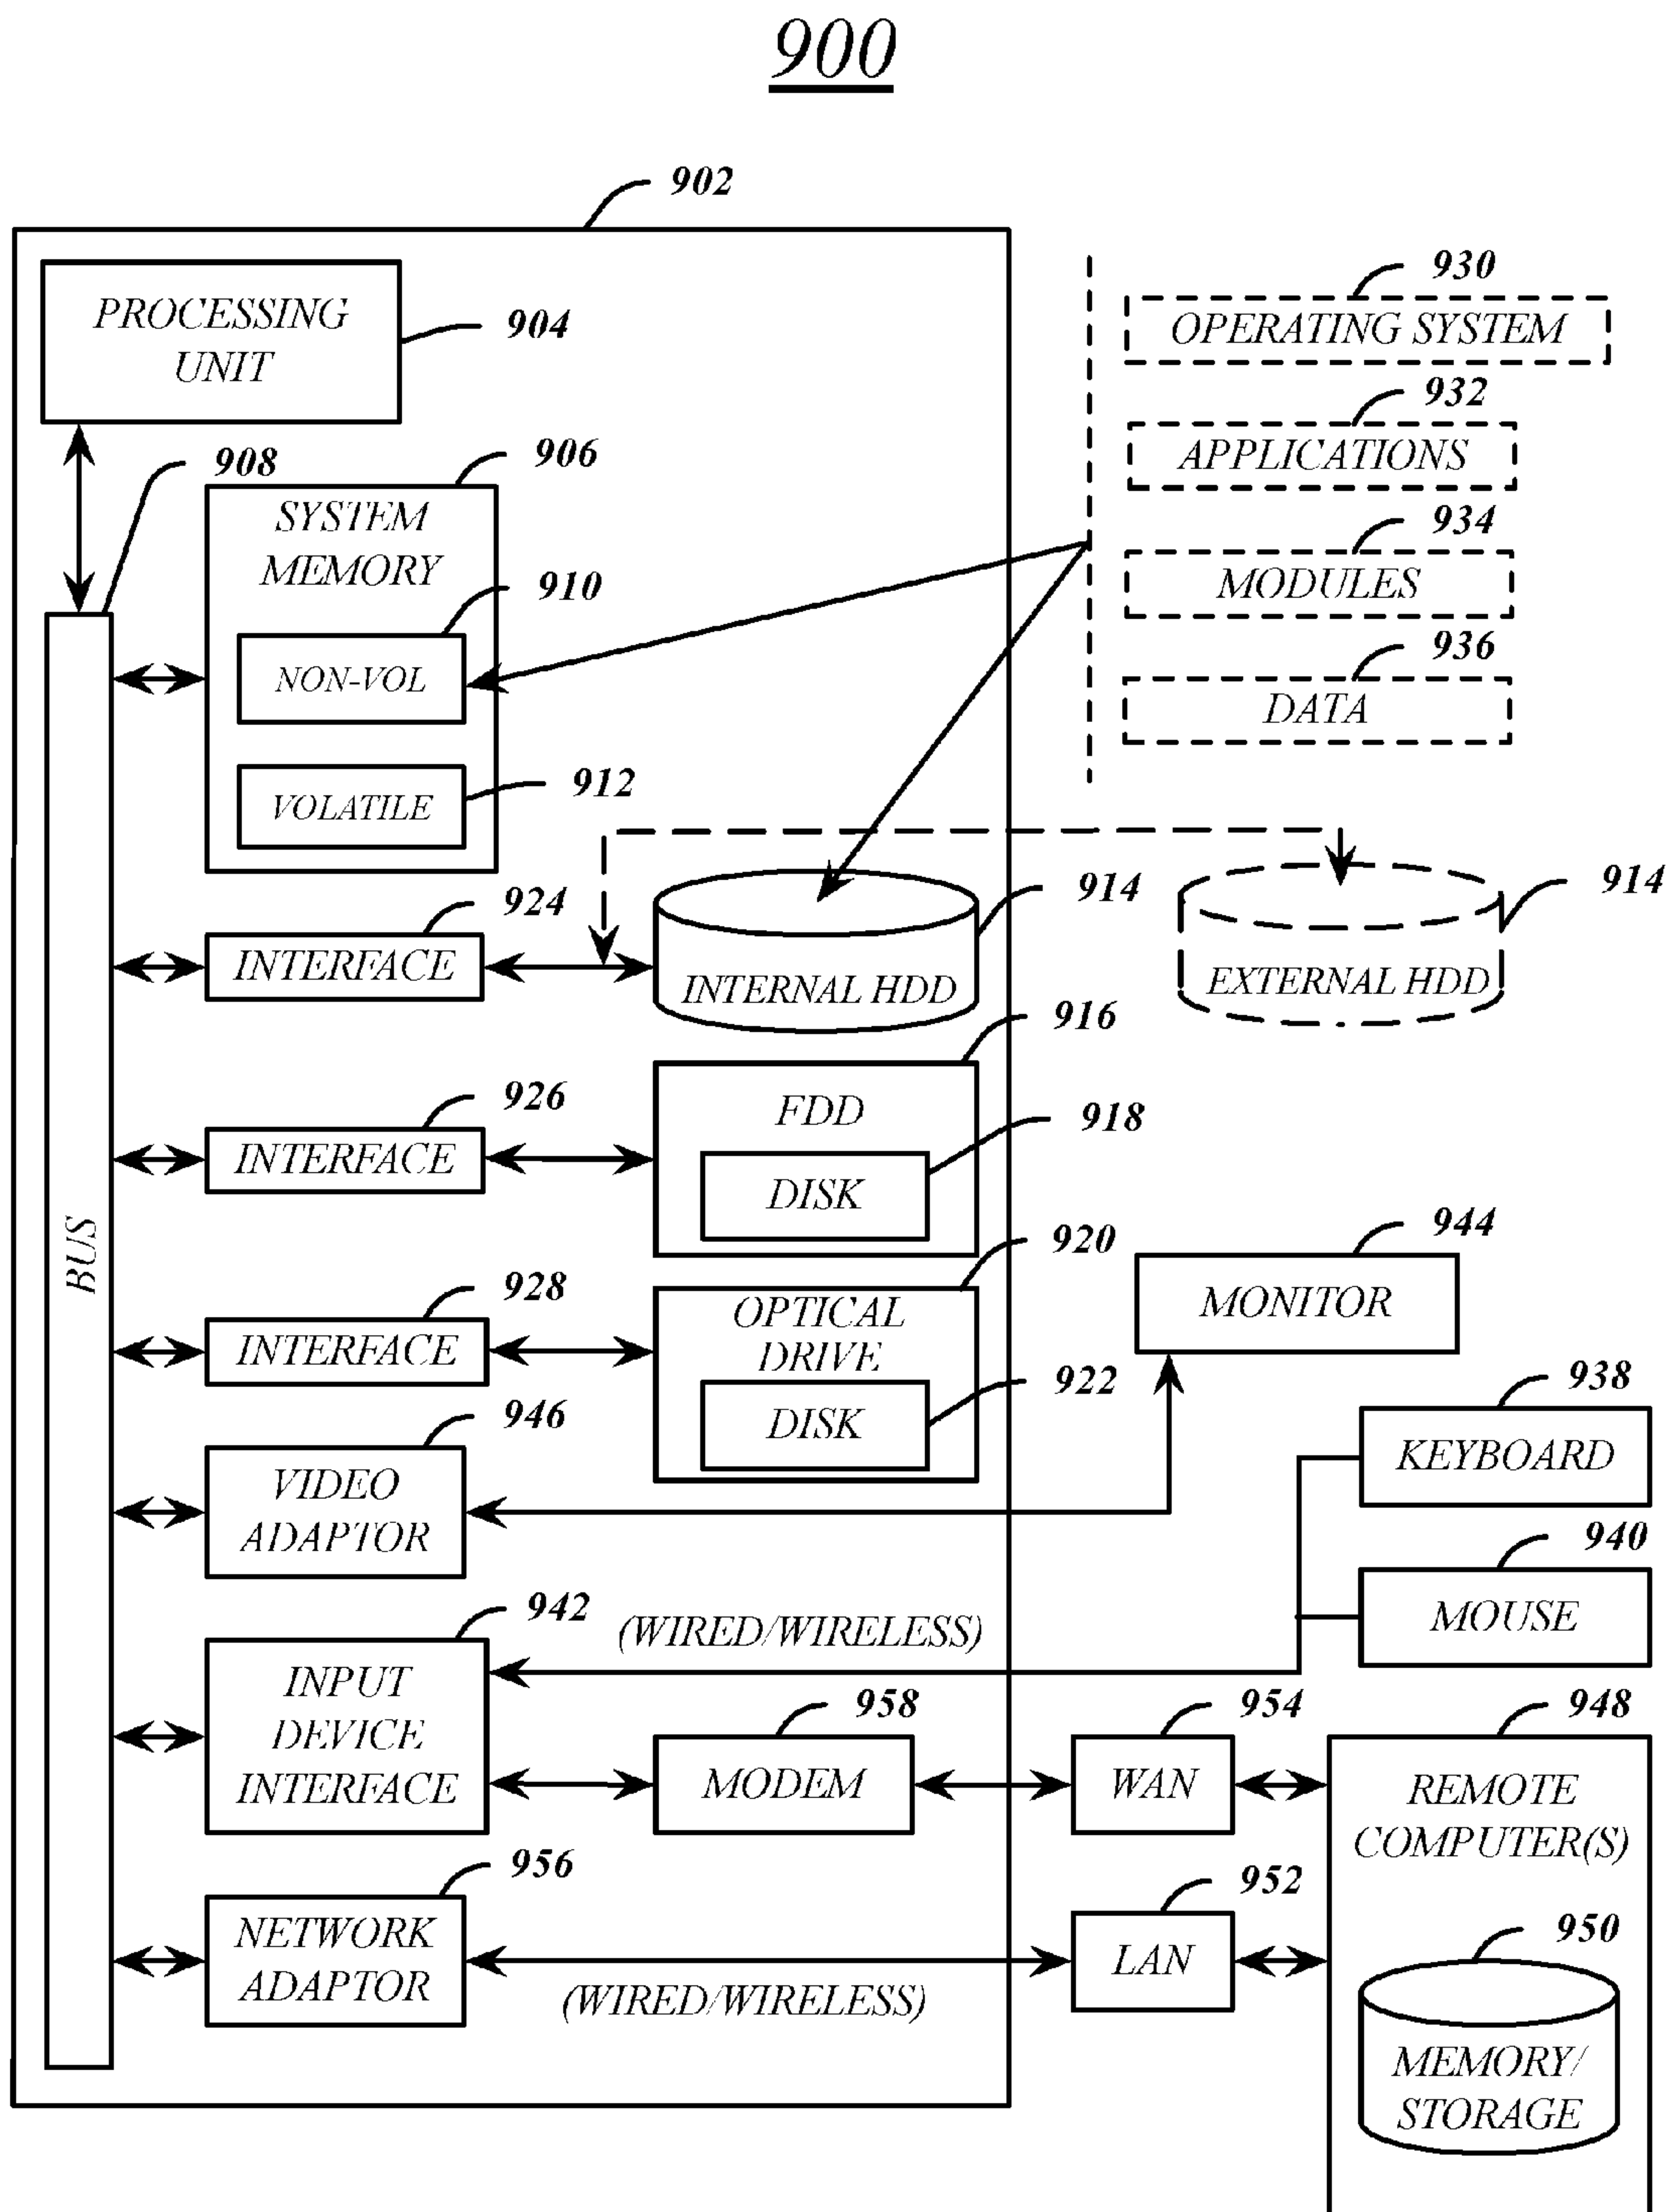 900
902
PROCESSING
UNIT
904
908
906
SYSTEM
MEMORY
910
NON-VOL
VOLATILE
912
930
OPERATING SYSTEM
932
APPLICATIONS
934
MODULES
936
DATA
BUS
924
INTERFACE
914
INTERNAL HDD
914
EXTERNAL HDD
926
INTERFACE
916
FDD
918
DISK
928
INTERFACE
920
OPTICAL
DRIVE
922
DISK
944
MONITOR
946
VIDEO
ADAPTOR
938
KEYBOARD
940
MOUSE
942
INPUT
DEVICE
INTERFACE
(WIRED/WIRELESS)
958
MODEM
954
WAN
948
REMOTE
COMPUTER(S)
956
NETWORK
ADAPTOR
(WIRED/WIRELESS)
952
LAN
950
MEMORY/
STORAGE